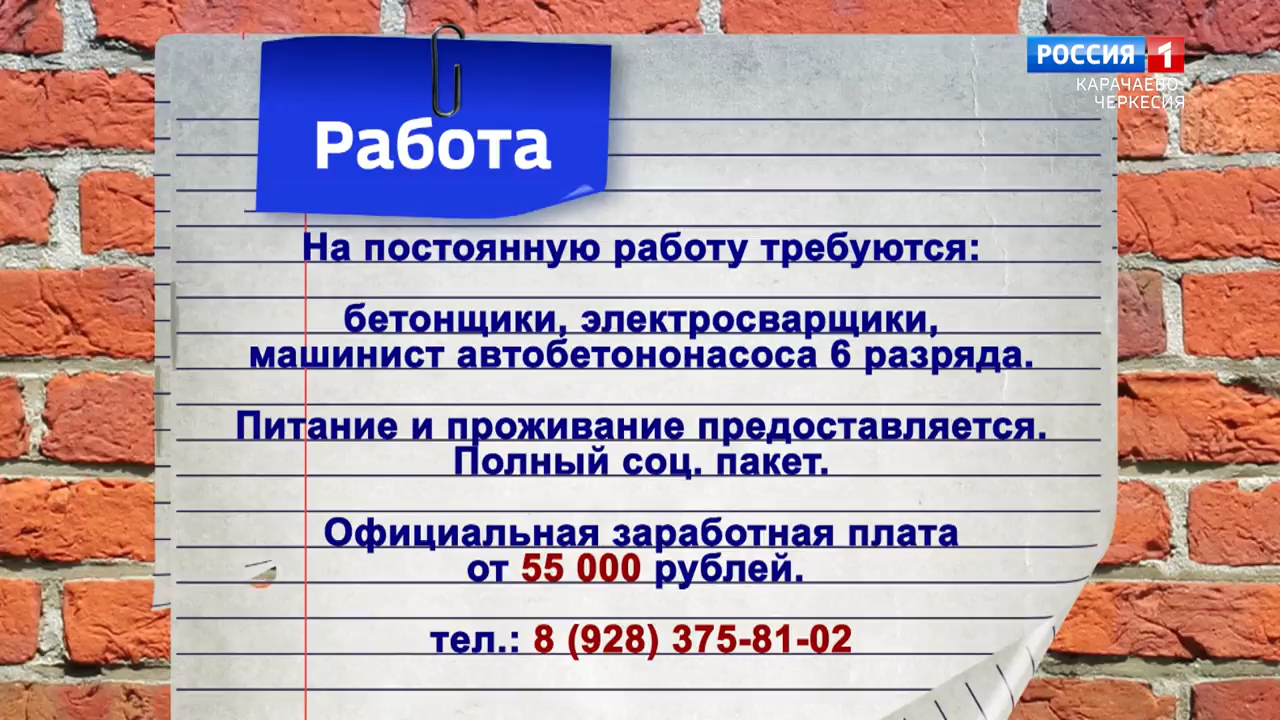 РОССИЯ 1
КАРАЧАЕВО-
ЧЕРКЕСИЯ
Работа
На постоянную работу требуются:
бетонщики, электросварщики,
машинист автобетононасоса 6 разряда.
Питание и проживание предоставляется.
Полный соц. пакет.
Официальная заработная плата
от 55 000 рублей.
тел.: 8 (928) 375-81-02